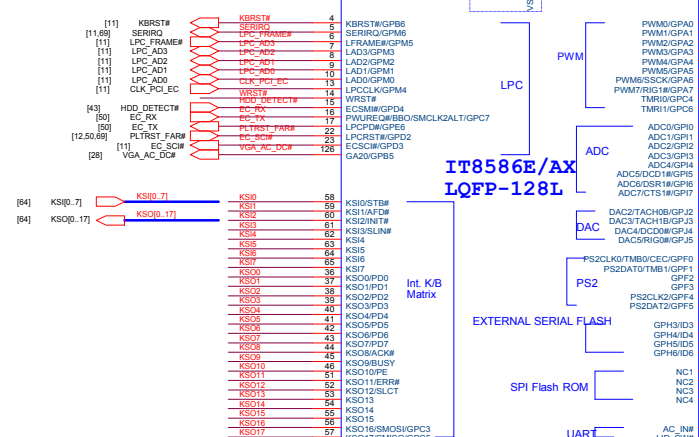 VS
[11] KBRST# KBRST# 4 KBRST#/GPB6
[11,69] SERIRQ SERIRQ 5 SERIRQ/GPM6
[11] LPC_FRAME# LPC_FRAME# 6 LFRAME#/GPM5
[11] LPC_AD3 LPC_AD3 7 LAD3/GPM3
[11] LPC_AD2 LPC_AD2 8 LAD2/GPM2
[11] LPC_AD1 LPC_AD1 9 LAD1/GPM1
[11] LPC_AD0 LPC_AD0 10 LAD0/GPM0
[11] CLK_PCI_EC CLK_PCI_EC 13 LPCCLK/GPM4
WRST# 14 WRST#
[43] HDD_DETECT# HDD_DETECT# 15 ECSMI#/GPD4
[50] EC_RX EC_RX 16 PWUREQ#/BBO/SMCLK2ALT/GPC7
[50] EC_TX EC_TX 17 LPCPD#/GPE6
[12,50,69] PLTRST_FAR# PLTRST_FAR# 22 LPCRST#/GPD2
[11] EC_SCI# EC_SCI# 23 ECSCI#/GPD3
[28] VGA_AC_DC# VGA_AC_DC# 126 GA20/GPB5
LPC
PWM
PWM0/GPA0
PWM1/GPA1
PWM2/GPA2
PWM3/GPA3
PWM4/GPA4
PWM5/GPA5
PWM6/SSCK/GPA6
PWM7/RIG1#/GPA7
TMRI0/GPC4
TMRI1/GPC6
ADC
ADC0/GPI0
ADC1/GPI1
ADC2/GPI2
ADC3/GPI3
ADC4/GPI4
ADC5/DCD1#/GPI5
ADC6/DSR1#/GPI6
ADC7/CTS1#/GPI7
IT8586E/AX
LQFP-128L
DAC
DAC2/TACH0B/GPJ2
DAC3/TACH1B/GPJ3
DAC4/DCD0#/GPJ4
DAC5/RIG0#/GPJ5
PS2
PS2CLK0/TMB0/CEC/GPF0
PS2DAT0/TMB1/GPF1
GPF2
GPF3
PS2CLK2/GPF4
PS2DAT2/GPF5
EXTERNAL SERIAL FLASH
GPH3/ID3
GPH4/ID4
GPH5/ID5
GPH6/ID6
SPI Flash ROM
NC1
NC2
NC3
NC4
UART
AC_IN#
[64] KSI[0..7] KSI[0..7]
[64] KSO[0..17] KSO[0..17]
KSI0 58 KSI0/STB#
KSI1 59 KSI1/AFD#
KSI2 60 KSI2/INIT#
KSI3 61 KSI3/SLIN#
KSI4 62 KSI4
KSI5 63 KSI5
KSI6 64 KSI6
KSI7 65 KSI7
KSO0 36 KSO0/PD0
KSO1 37 KSO1/PD1
KSO2 38 KSO2/PD2
KSO3 39 KSO3/PD3
KSO4 40 KSO4/PD4
KSO5 41 KSO5/PD5
KSO6 42 KSO6/PD6
KSO7 43 KSO7/PD7
KSO8 44 KSO8/ACK#
KSO9 45 KSO9/BUSY
KSO10 46 KSO10/PE
KSO11 51 KSO11/ERR#
KSO12 52 KSO12/SLCT
KSO13 53 KSO13
KSO14 54 KSO14
KSO15 55 KSO15
KSO16 56 KSO16/SMOSI/GPC3
KSO17 57 KSO17/SMISO/GPC5
Int. K/B
Matrix